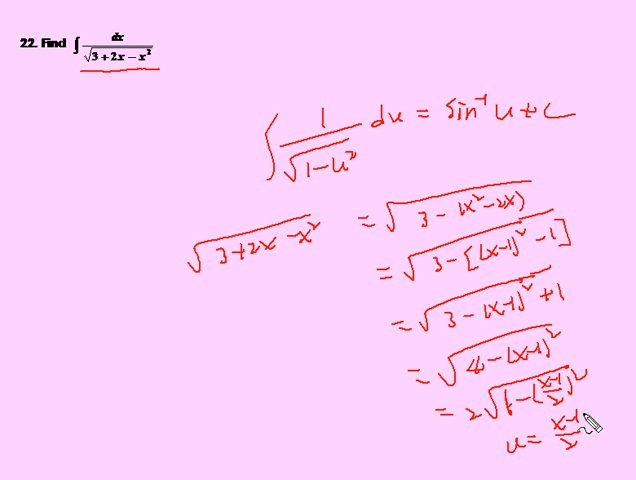 22. Find ∫ dx / √(3 + 2x − x²)
∫ 1/√(1−u²) du = Sin⁻¹ u + C
√(3+2x−x²) = √(3 − (x²−2x))
= √(3 − [(x−1)² − 1])
= √(3 − (x−1)² + 1)
= √(4 − (x−1)²)
= 2√(1 − ((x−1)/2)²)
u = (x−1)/2